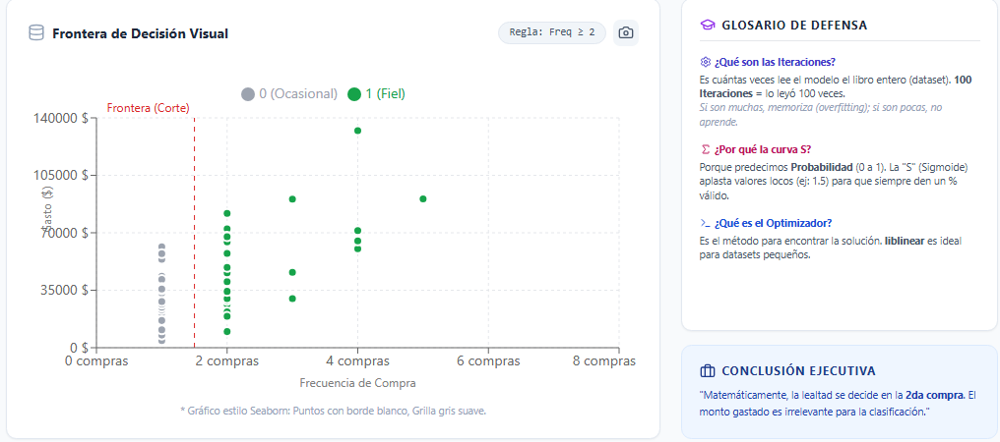 Frontera de Decisión Visual
Regla: Freq ≥ 2
0 (Ocasional)
1 (Fiel)
Frontera (Corte)
140000 $
105000 $
70000 $
35000 $
0 $
Gasto ($)
0 compras
2 compras
4 compras
6 compras
8 compras
Frecuencia de Compra
* Gráfico estilo Seaborn: Puntos con borde blanco, Grilla gris suave.
GLOSARIO DE DEFENSA
¿Qué son las Iteraciones?
Es cuántas veces lee el modelo el libro entero (dataset). 100
Iteraciones = lo leyó 100 veces.
Si son muchas, memoriza (overfitting); si son pocas, no
aprende.
¿Por qué la curva S?
Porque predecimos Probabilidad (0 a 1). La "S" (Sigmoide)
aplasta valores locos (ej: 1.5) para que siempre den un %
válido.
¿Qué es el Optimizador?
Es el método para encontrar la solución. liblinear es ideal
para datasets pequeños.
CONCLUSIÓN EJECUTIVA
"Matemáticamente, la lealtad se decide en la 2da compra. El
monto gastado es irrelevante para la clasificación."